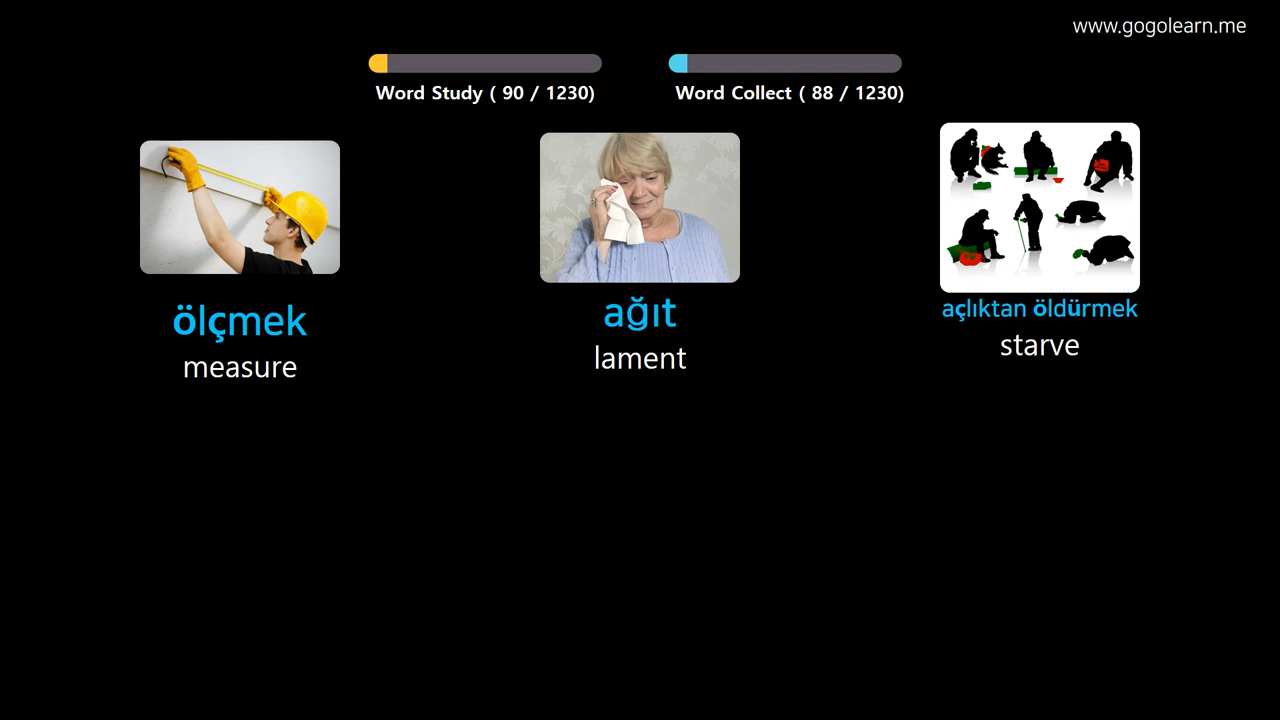 www.gogolearn.me
Word Study ( 90 / 1230)
Word Collect ( 88 / 1230)
ölçmek
measure
ağıt
lament
açlıktan öldürmek
starve